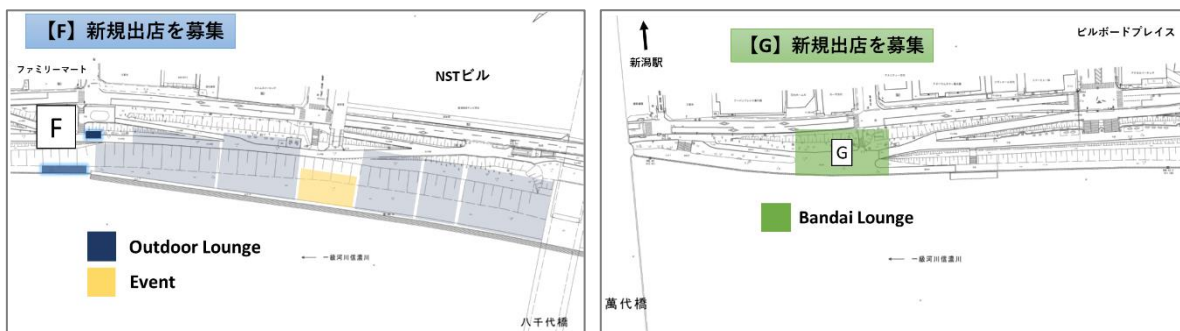 【F】新規出店を募集
ファミリーマート
NSTビル
F
Outdoor Lounge
Event
一級河川信濃川
八千代橋
【G】新規出店を募集
新潟駅
ビルボードプレイス
G
Bandai Lounge
一級河川信濃川
萬代橋